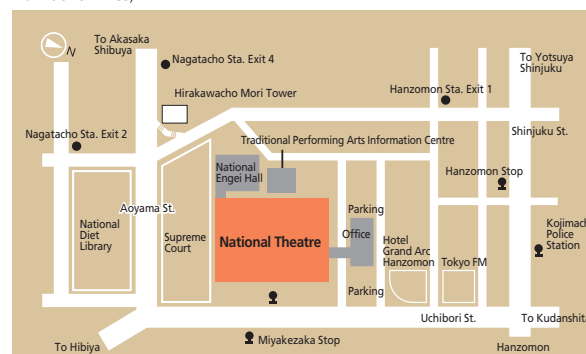 N
To Akasaka
Shibuya
Nagatacho Sta. Exit 4
To Yotsuya
Shinjuku
Hirakawacho Mori Tower
Hanzomon Sta. Exit 1
Nagatacho Sta. Exit 2
Shinjuku St.
Traditional Performing Arts Information Centre
National
Engei Hall
Hanzomon Stop
Aoyama St.
Parking
National
Diet
Library
Supreme
Court
National Theatre
Office
Hotel
Grand Arc
Hanzomon
Tokyo FM
Kojimach
Police
Station
Parking
Uchibori St.
To Kudanshita
To Hibiya
Miyakezaka Stop
Hanzomon